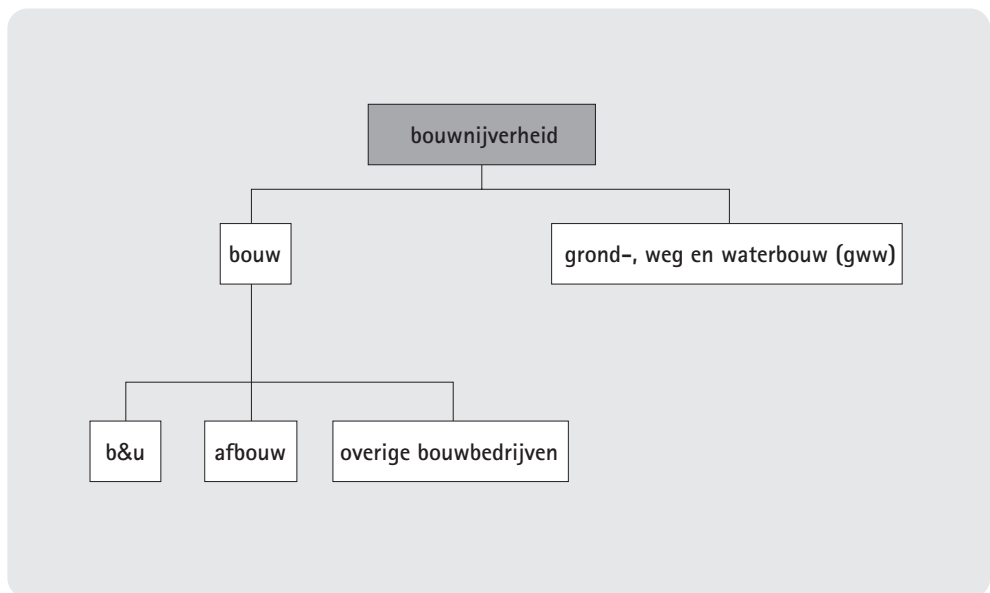 bouwnijverheid
bouw
grond-, weg en waterbouw (gww)
b&u
afbouw
overige bouwbedrijven